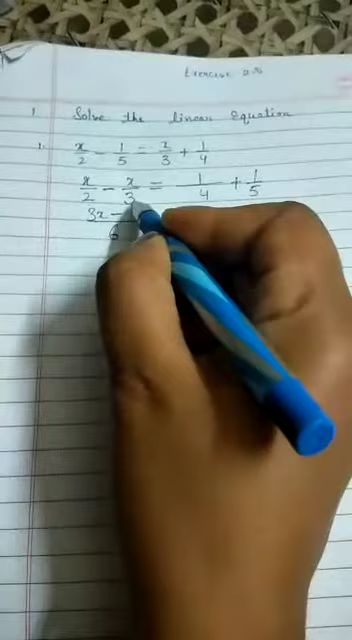 Exercise 2.5
1. Solve the linear Equation
1. x/2 - 1/5 = x/3 + 1/4
x/2 - x/3 = 1/4 + 1/5
3x -
6